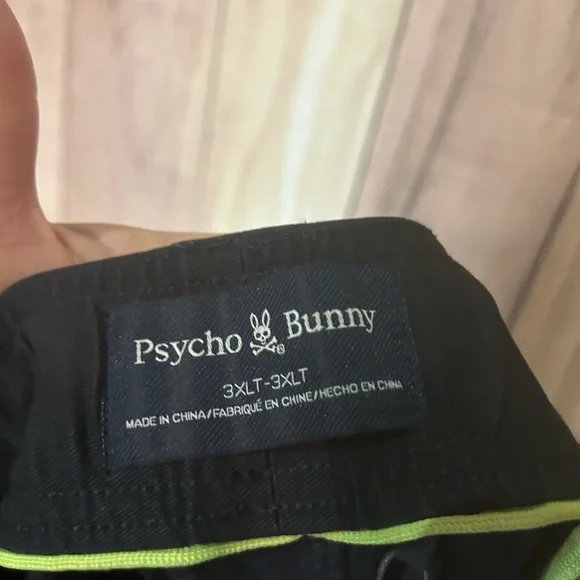 Psycho Bunny
3XLT-3XLT
MADE IN CHINA/FABRIQUÉ EN CHINE/HECHO EN CHINA